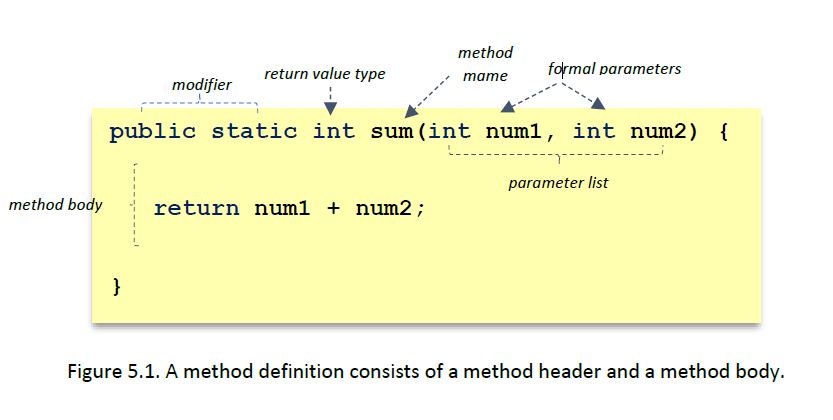 method
mame
return value type
formal parameters
modifier
public static int sum(int num1, int num2) {
parameter list
method body
return num1 + num2;
}
Figure 5.1. A method definition consists of a method header and a method body.